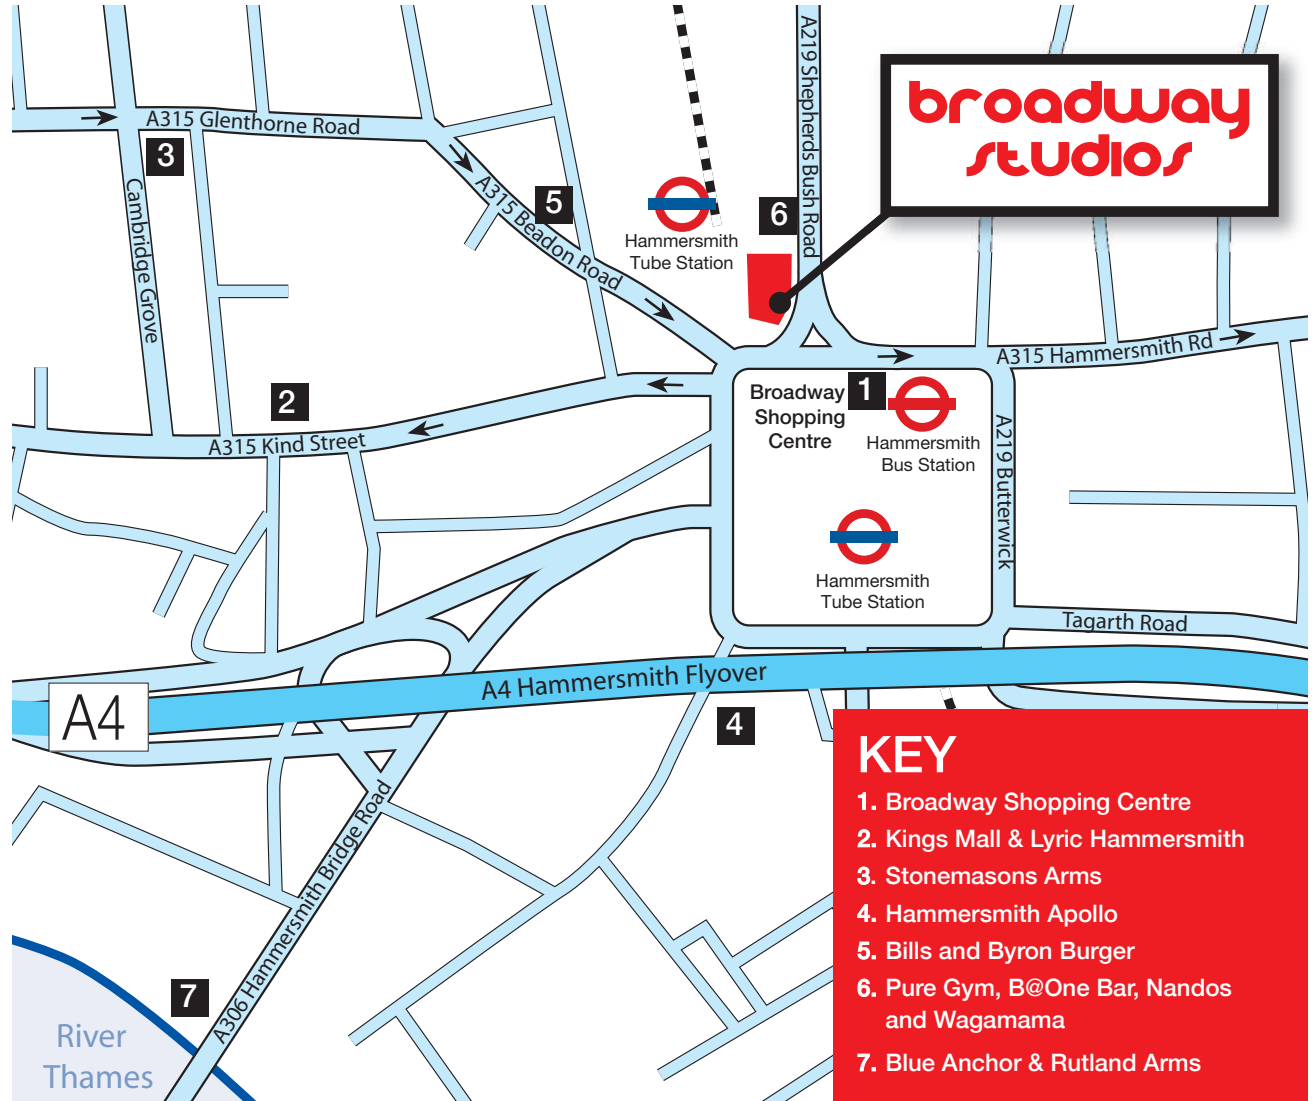 A219 Shepherds Bush Road
broadway
studios
A315 Glenthorne Road
3
Cambridge Grove
A315 Beadon Road
5
6
Hammersmith
Tube Station
A315 Hammersmith Rd
2
A315 Kind Street
Broadway
Shopping
Centre
1
Hammersmith
Bus Station
A219 Butterwick
Hammersmith
Tube Station
Tagarth Road
A4 Hammersmith Flyover
A4
4
A306 Hammersmith Bridge Road
7
River
Thames
KEY
1. Broadway Shopping Centre
2. Kings Mall & Lyric Hammersmith
3. Stonemasons Arms
4. Hammersmith Apollo
5. Bills and Byron Burger
6. Pure Gym, B@One Bar, Nandos
and Wagamama
7. Blue Anchor & Rutland Arms